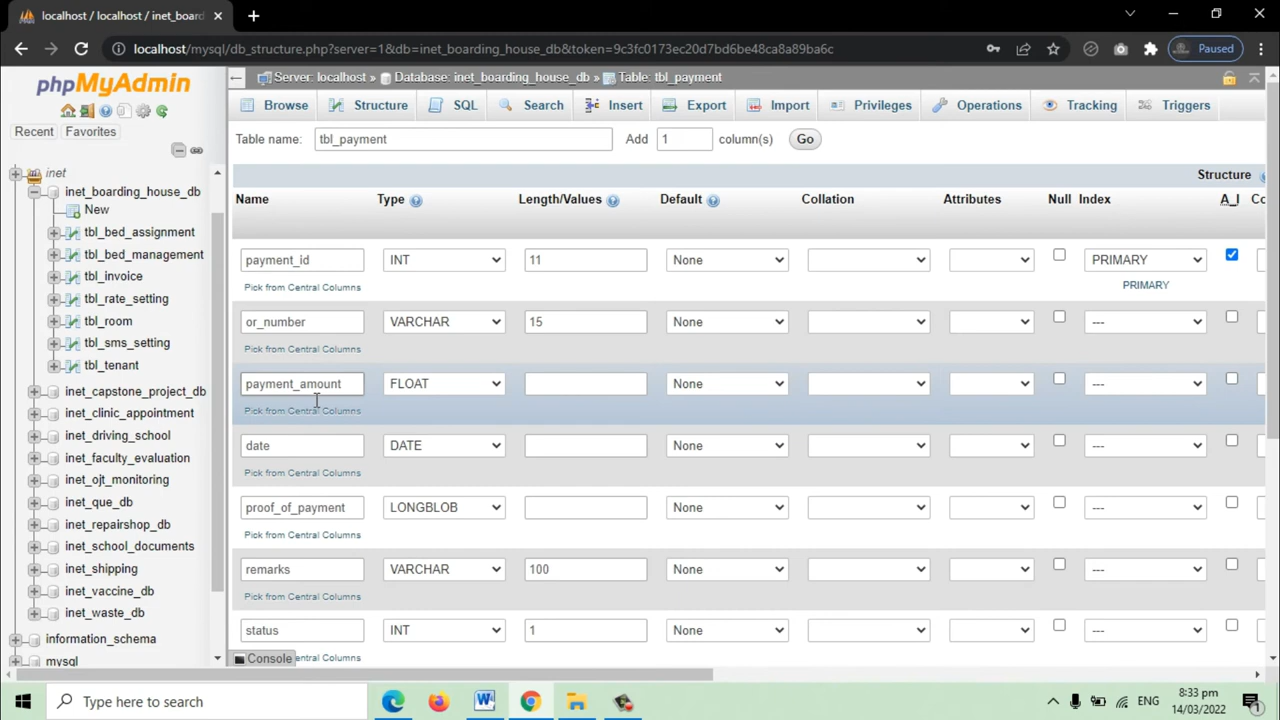 localhost / localhost / inet_board
localhost/mysql/db_structure.php?server=1&db=inet_boarding_house_db&token=9c3fc0173ec20d7bd6be48ca8a89ba6c
Paused
phpMyAdmin
Recent Favorites
inet
inet_boarding_house_db
New
tbl_bed_assignment
tbl_bed_management
tbl_invoice
tbl_rate_setting
tbl_room
tbl_sms_setting
tbl_tenant
inet_capstone_project_db
inet_clinic_appointment
inet_driving_school
inet_faculty_evaluation
inet_ojt_monitoring
inet_que_db
inet_repairshop_db
inet_school_documents
inet_shipping
inet_vaccine_db
inet_waste_db
information_schema
mysql
Server: localhost » Database: inet_boarding_house_db » Table: tbl_payment
Browse Structure SQL Search Insert Export Import Privileges Operations Tracking Triggers
Table name: tbl_payment Add 1 column(s) Go
Structure
Name Type Length/Values Default Collation Attributes Null Index A_I Co
payment_id INT 11 None PRIMARY
Pick from Central Columns PRIMARY
or_number VARCHAR 15 None ---
Pick from Central Columns
payment_amount FLOAT None ---
Pick from Central Columns
date DATE None ---
Pick from Central Columns
proof_of_payment LONGBLOB None ---
Pick from Central Columns
remarks VARCHAR 100 None ---
Pick from Central Columns
status INT 1 None ---
Console entral Columns
Type here to search
ENG
8:33 pm
14/03/2022
1